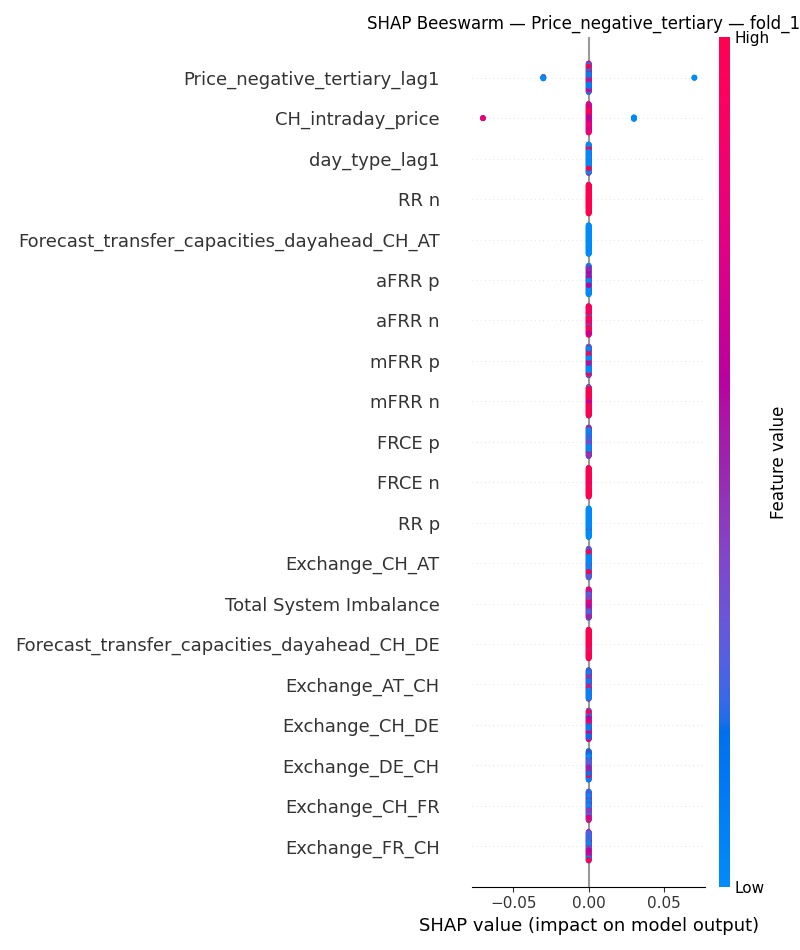 SHAP Beeswarm — Price_negative_tertiary — fold_1
High
Price_negative_tertiary_lag1
CH_intraday_price
day_type_lag1
RR n
Forecast_transfer_capacities_dayahead_CH_AT
aFRR p
aFRR n
mFRR p
mFRR n
FRCE p
FRCE n
RR p
Exchange_CH_AT
Total System Imbalance
Forecast_transfer_capacities_dayahead_CH_DE
Exchange_AT_CH
Exchange_CH_DE
Exchange_DE_CH
Exchange_CH_FR
Exchange_FR_CH
Feature value
Low
−0.05 0.00 0.05
SHAP value (impact on model output)